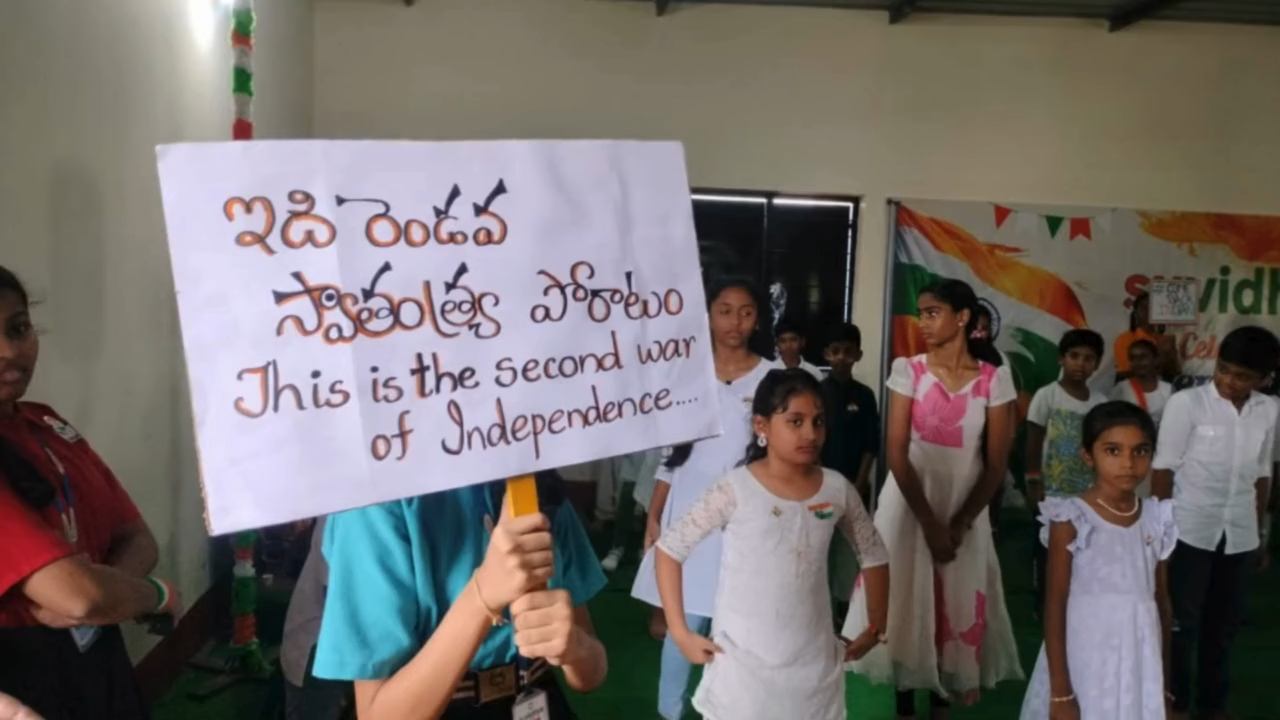 ఇది రెండవ
స్వాతంత్ర్య పోరాటం
This is the second war
of Independence....